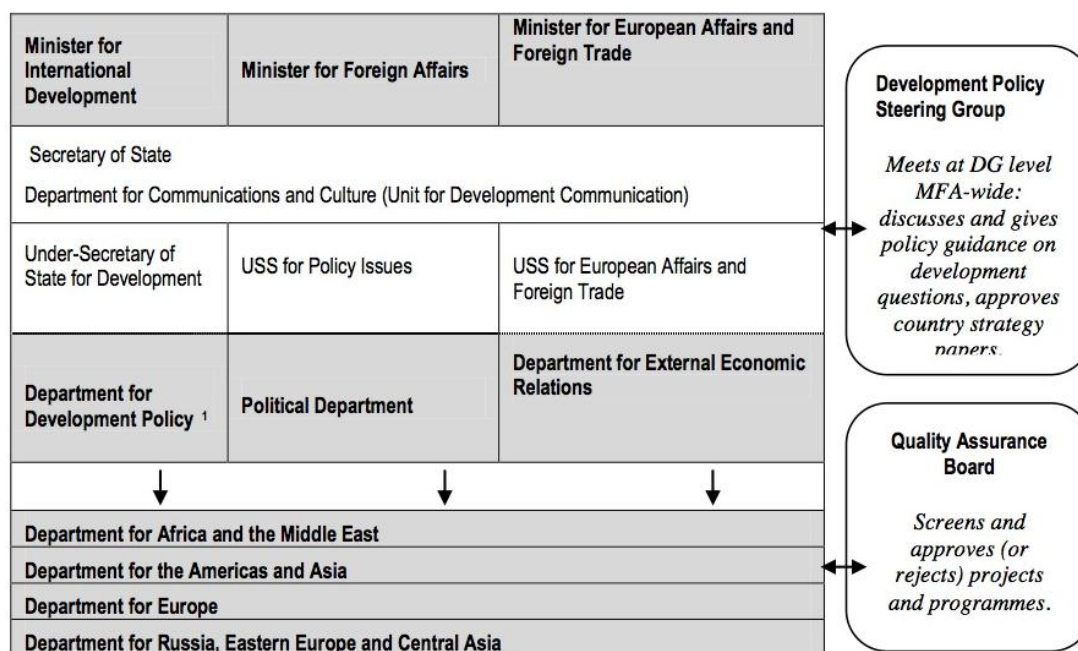 Minister for
International
Development
Minister for Foreign Affairs
Minister for European Affairs and
Foreign Trade
Secretary of State
Department for Communications and Culture (Unit for Development Communication)
Under-Secretary of
State for Development
USS for Policy Issues
USS for European Affairs and
Foreign Trade
Department for
Development Policy 1
Political Department
Department for External Economic
Relations
Department for Africa and the Middle East
Department for the Americas and Asia
Department for Europe
Department for Russia, Eastern Europe and Central Asia
Development Policy
Steering Group
Meets at DG level
MFA-wide:
discusses and gives
policy guidance on
development
questions, approves
country strategy
papers.
Quality Assurance
Board
Screens and
approves (or
rejects) projects
and programmes.